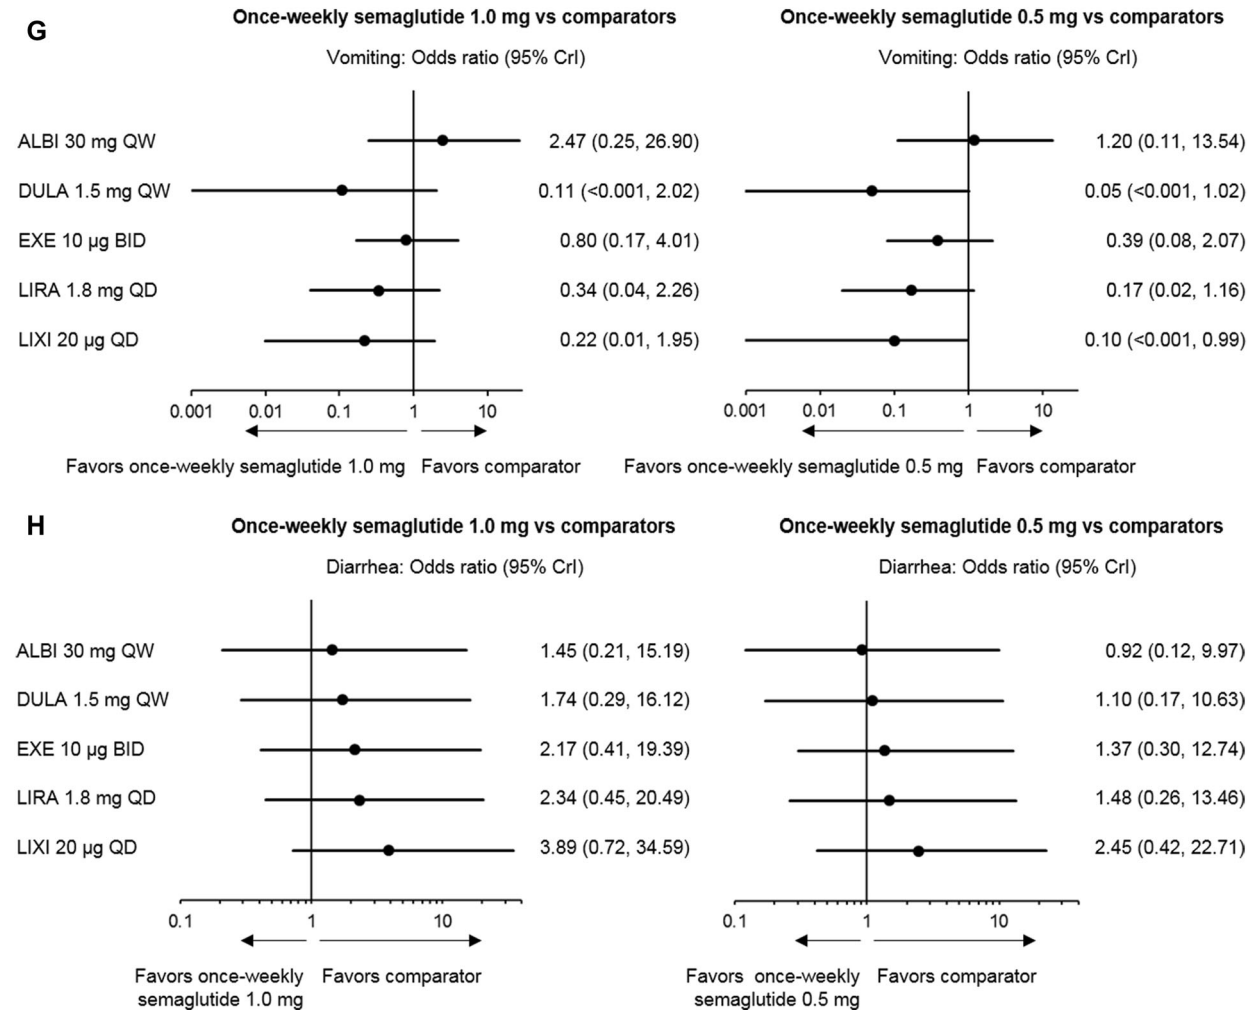 G
Once-weekly semaglutide 1.0 mg vs comparators
Once-weekly semaglutide 0.5 mg vs comparators
Vomiting: Odds ratio (95% CrI)
Vomiting: Odds ratio (95% CrI)
ALBI 30 mg QW 2.47 (0.25, 26.90) 1.20 (0.11, 13.54)
DULA 1.5 mg QW 0.11 (<0.001, 2.02) 0.05 (<0.001, 1.02)
EXE 10 µg BID 0.80 (0.17, 4.01) 0.39 (0.08, 2.07)
LIRA 1.8 mg QD 0.34 (0.04, 2.26) 0.17 (0.02, 1.16)
LIXI 20 µg QD 0.22 (0.01, 1.95) 0.10 (<0.001, 0.99)
0.001 0.01 0.1 1 10 0.001 0.01 0.1 1 10
Favors once-weekly semaglutide 1.0 mg Favors comparator Favors once-weekly semaglutide 0.5 mg Favors comparator
H
Once-weekly semaglutide 1.0 mg vs comparators
Once-weekly semaglutide 0.5 mg vs comparators
Diarrhea: Odds ratio (95% CrI)
Diarrhea: Odds ratio (95% CrI)
ALBI 30 mg QW 1.45 (0.21, 15.19) 0.92 (0.12, 9.97)
DULA 1.5 mg QW 1.74 (0.29, 16.12) 1.10 (0.17, 10.63)
EXE 10 µg BID 2.17 (0.41, 19.39) 1.37 (0.30, 12.74)
LIRA 1.8 mg QD 2.34 (0.45, 20.49) 1.48 (0.26, 13.46)
LIXI 20 µg QD 3.89 (0.72, 34.59) 2.45 (0.42, 22.71)
0.1 1 10 0.1 1 10
Favors once-weekly Favors comparator Favors once-weekly Favors comparator
semaglutide 1.0 mg semaglutide 0.5 mg